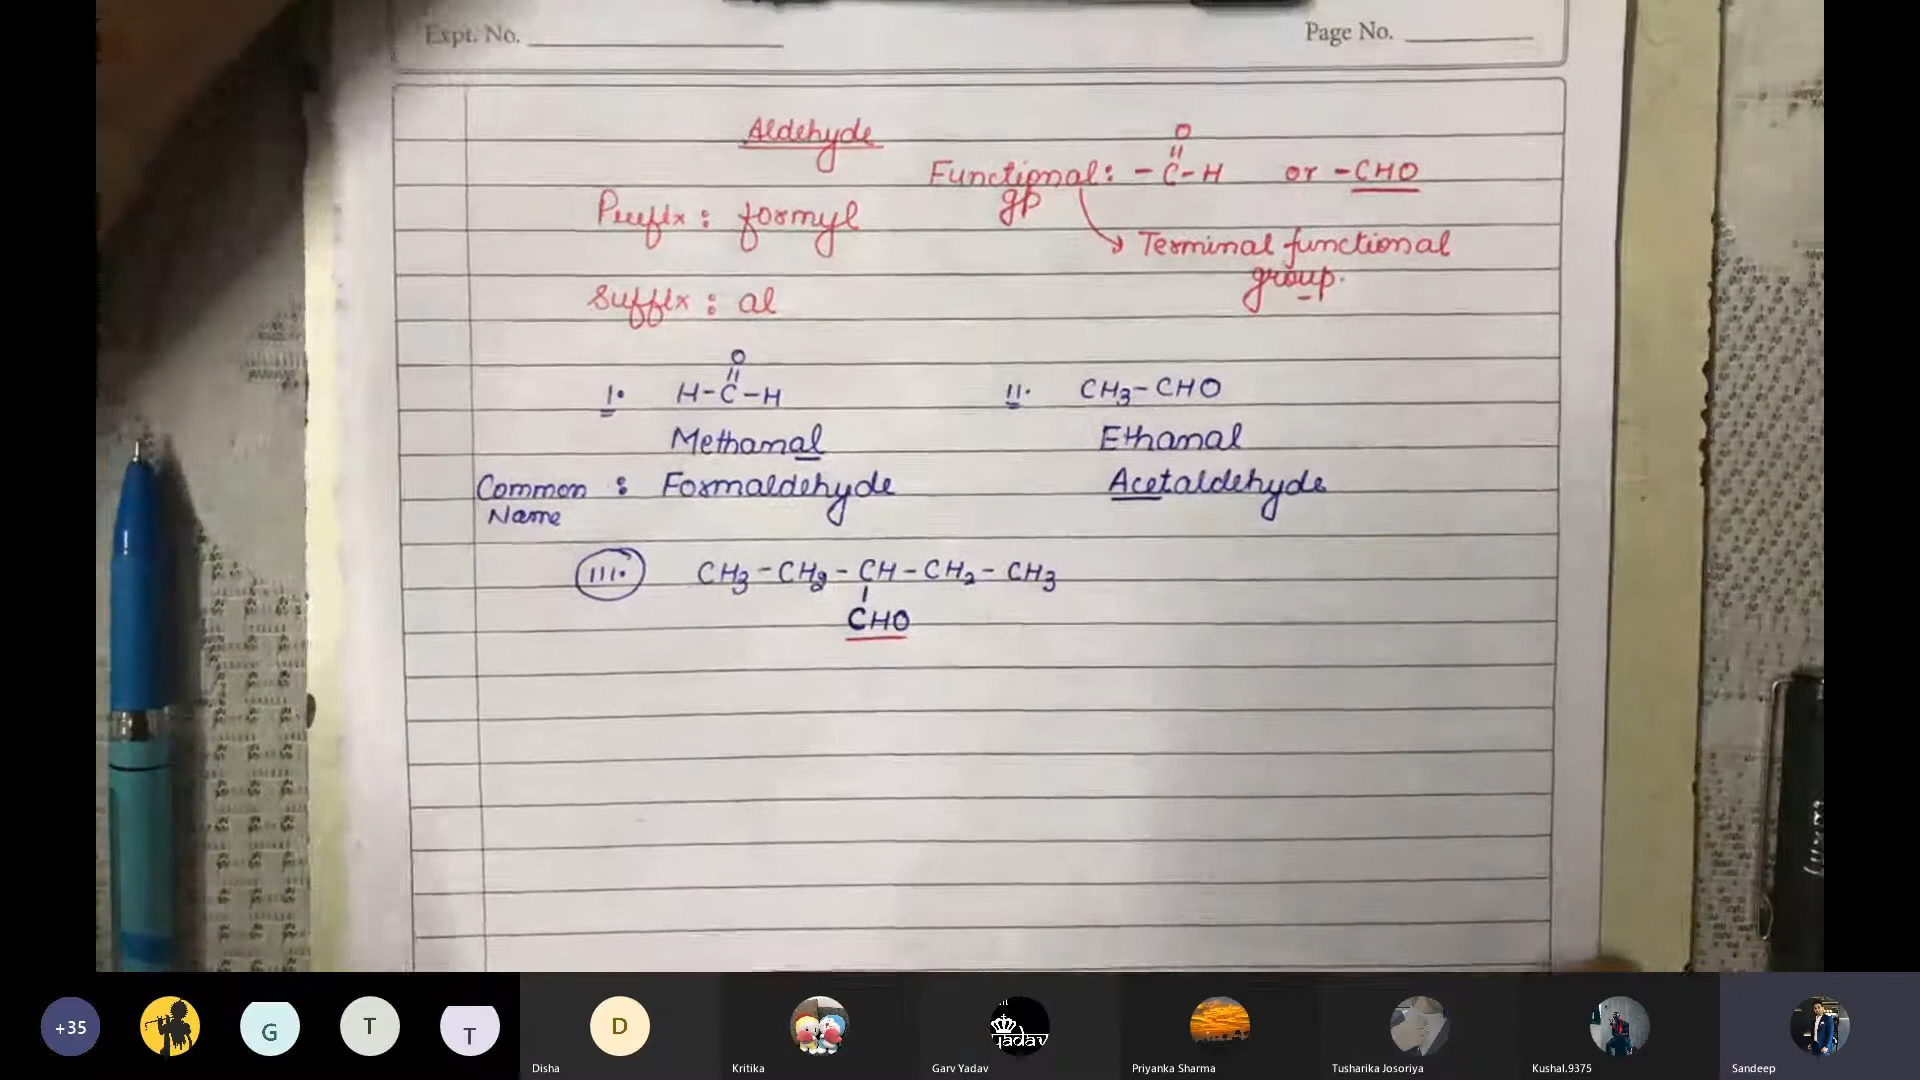 Expt. No.
Page No.
Aldehyde
O
||
Functional: -C-H or -CHO
gp
Prefix: formyl
Terminal functional
group.
Suffix: al
O
||
I. H-C-H
II. CH3-CHO
Methanal
Ethanal
Common : Formaldehyde
Name
Acetaldehyde
III. CH3-CH2-CH-CH2-CH3
|
CHO
+35
G
T
T
D
Disha
Kritika
yadav
Garv Yadav
Priyanka Sharma
Tusharika Josoriya
Kushal.9375
Sandeep